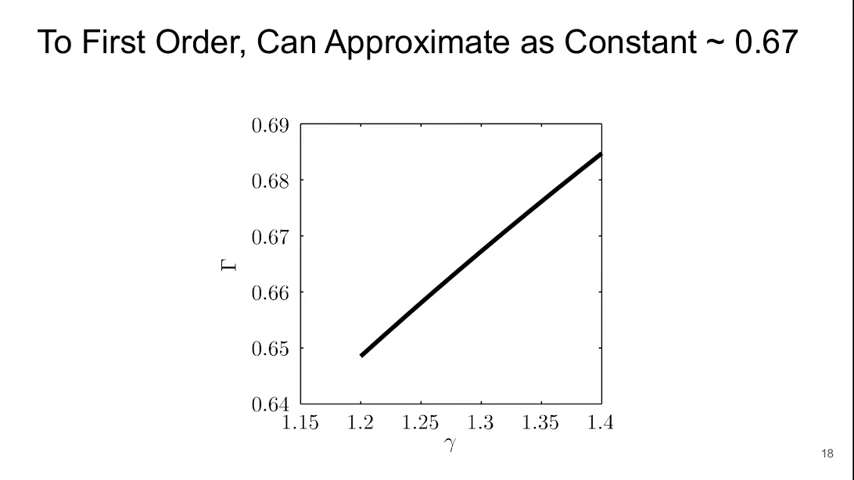 To First Order, Can Approximate as Constant ~ 0.67
0.69
0.68
0.67
Γ
0.66
0.65
0.64
1.15 1.2 1.25 1.3 1.35 1.4
γ
18